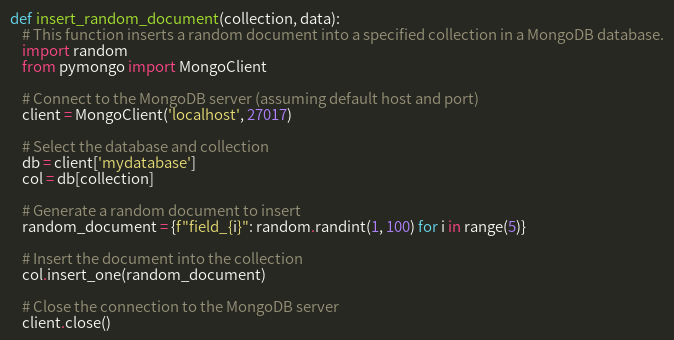 def insert_random_document(collection, data):
    # This function inserts a random document into a specified collection in a MongoDB database.
    import random
    from pymongo import MongoClient

    # Connect to the MongoDB server (assuming default host and port)
    client = MongoClient('localhost', 27017)

    # Select the database and collection
    db = client['mydatabase']
    col = db[collection]

    # Generate a random document to insert
    random_document = {f"field_{i}": random.randint(1, 100) for i in range(5)}

    # Insert the document into the collection
    col.insert_one(random_document)

    # Close the connection to the MongoDB server
    client.close()